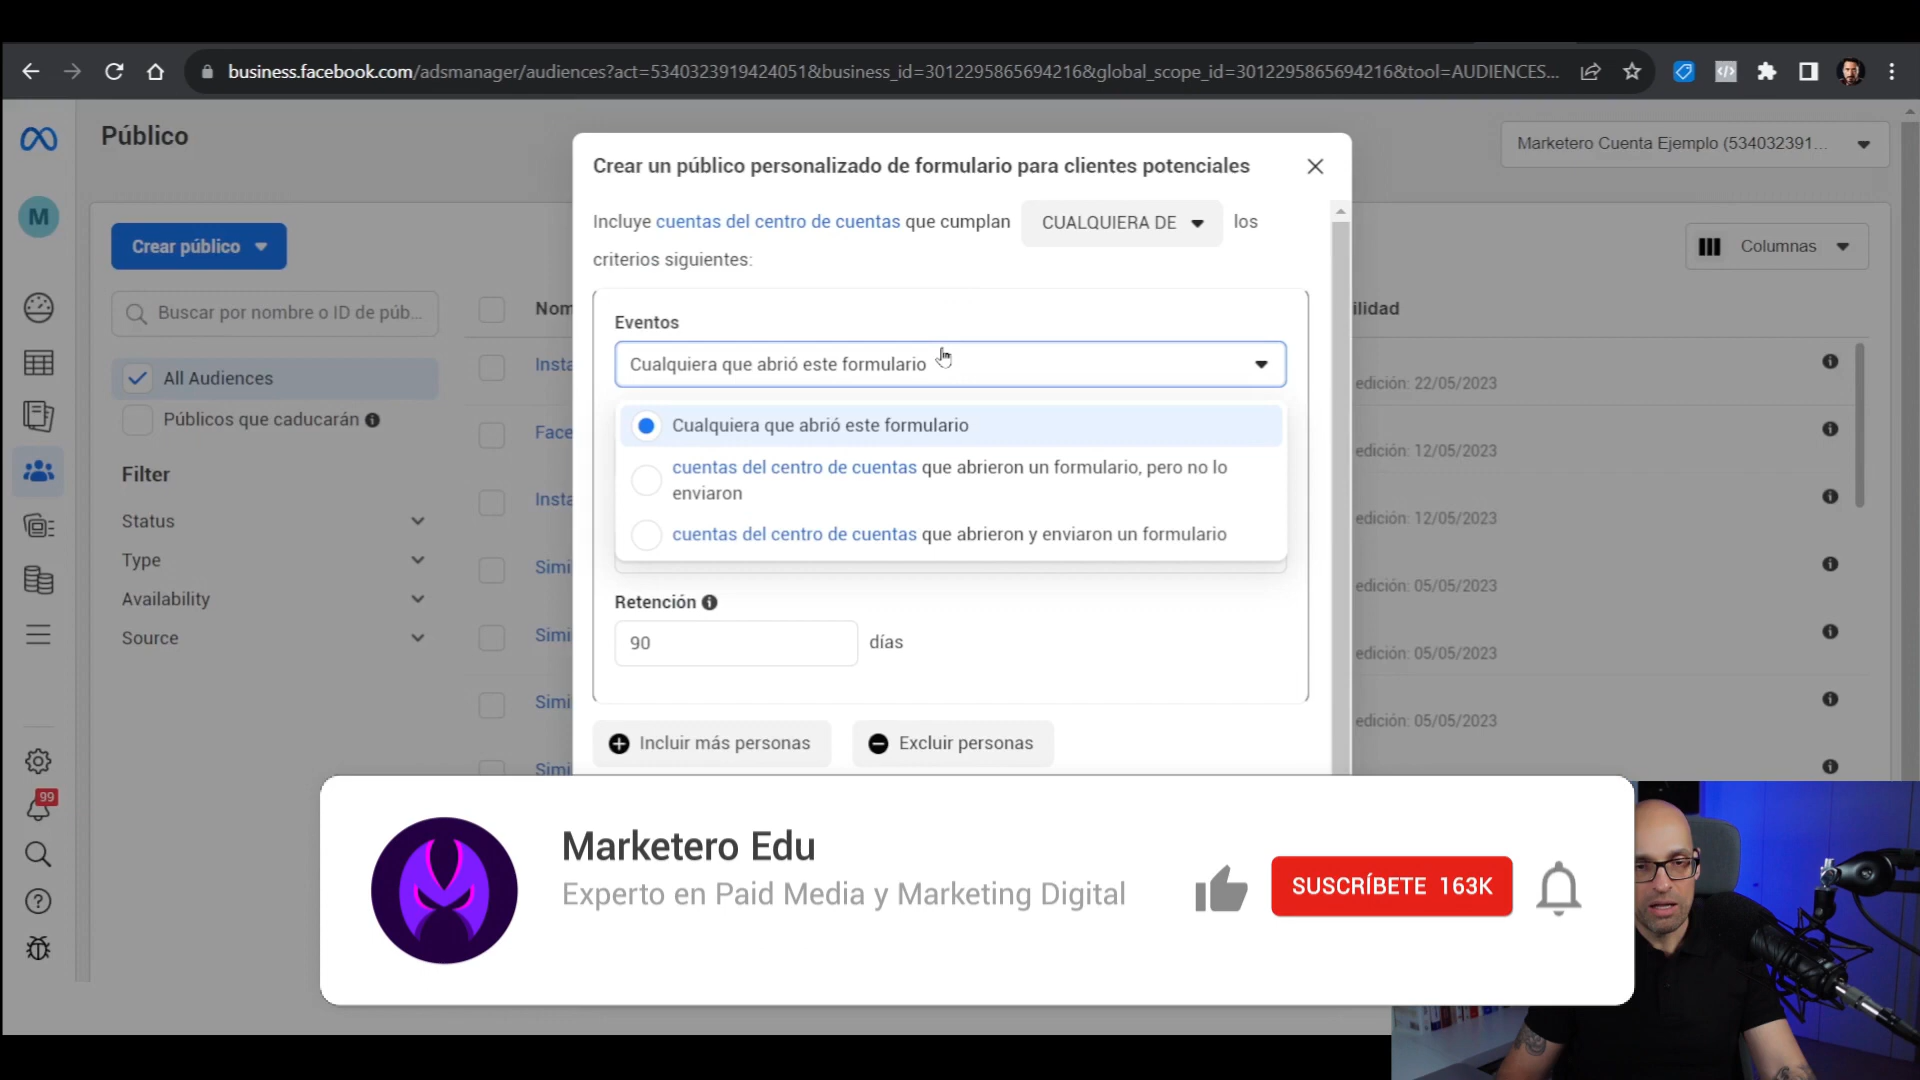 business.facebook.com/adsmanager/audiences?act=5340323919424051&business_id=3012295865694216&global_scope_id=3012295865694216&tool=AUDIENCES...
Público
Marketero Cuenta Ejemplo (534032391...
M
Crear público
Columnas
Buscar por nombre o ID de púb...
All Audiences
Públicos que caducarán
Filter
Status
Type
Availability
Source
99
Nom
ilidad
Insta
edición: 22/05/2023
Face
edición: 12/05/2023
Insta
edición: 12/05/2023
Simi
edición: 05/05/2023
Simi
edición: 05/05/2023
Simi
edición: 05/05/2023
Simi
Crear un público personalizado de formulario para clientes potenciales
Incluye cuentas del centro de cuentas que cumplan CUALQUIERA DE los
criterios siguientes:
Eventos
Cualquiera que abrió este formulario
Cualquiera que abrió este formulario
cuentas del centro de cuentas que abrieron un formulario, pero no lo
enviaron
cuentas del centro de cuentas que abrieron y enviaron un formulario
Retención
90 días
Incluir más personas
Excluir personas
Marketero Edu
Experto en Paid Media y Marketing Digital
SUSCRÍBETE 163K